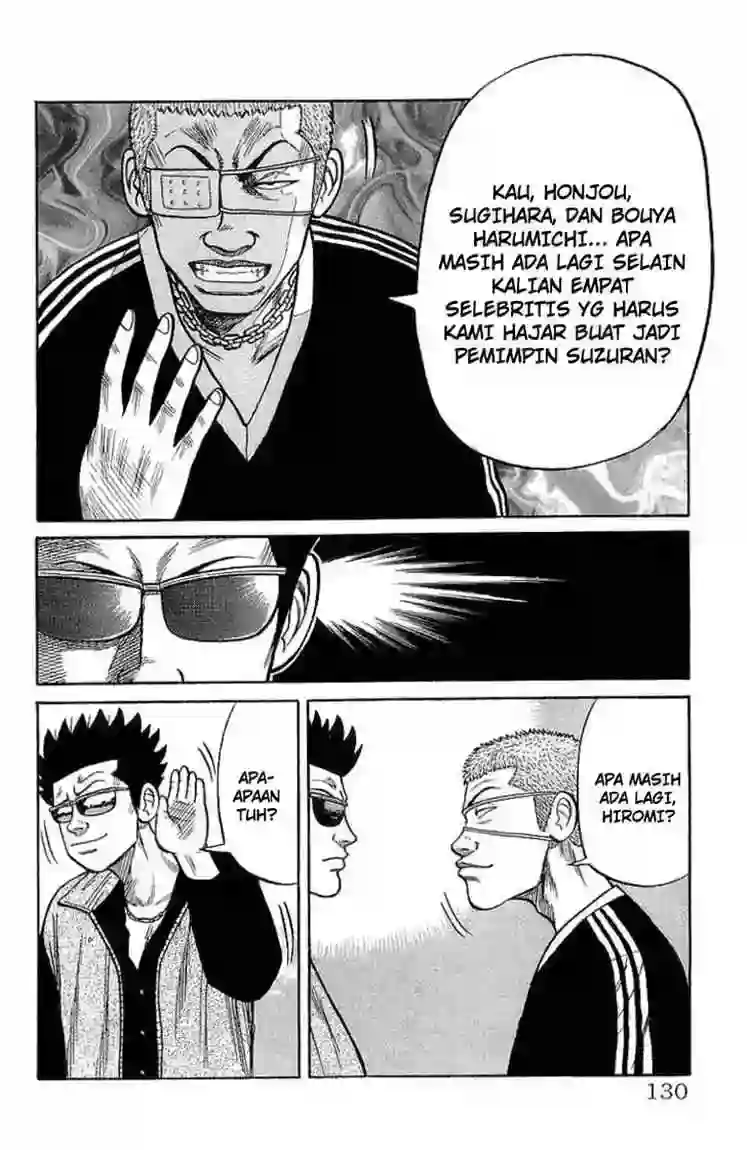 KAU, HONJOU,
SUGIHARA, DAN BOUYA
HARUMICHI... APA
MASIH ADA LAGI SELAIN
KALIAN EMPAT
SELEBRITIS YG HARUS
KAMI HAJAR BUAT JADI
PEMIMPIN SUZURAN?
APA MASIH
ADA LAGI,
HIROMI?
APA-
APAAN
TUH?
130